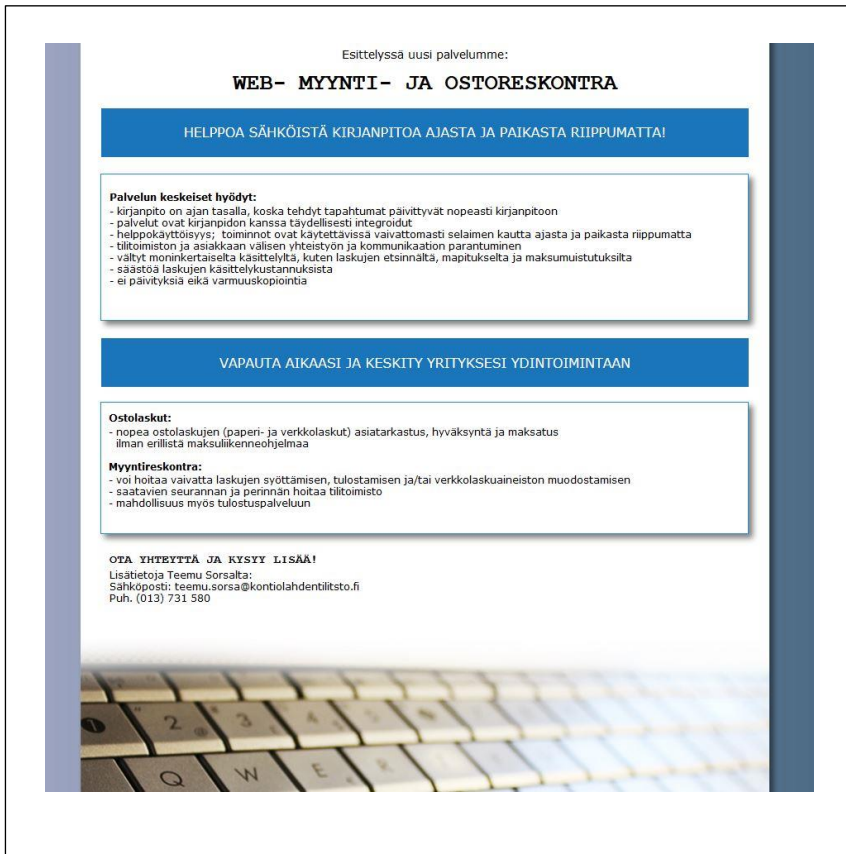 Esittelyssä uusi palvelumme:
WEB- MYYNTI- JA OSTORESKONTRA
HELPPOA SÄHKÖISTÄ KIRJANPITOA AJASTA JA PAIKASTA RIIPPUMATTA!
Palvelun keskeiset hyödyt:
- kirjanpito on ajan tasalla, koska tehdyt tapahtumat päivittyvät nopeasti kirjanpitoon
- palvelut ovat kirjanpidon kanssa täydellisesti integroidut
- helppokäyttöisyys; toiminnot ovat käytettävissä vaivattomasti selaimen kautta ajasta ja paikasta riippumatta
- tilitoimiston ja asiakkaan välisen yhteistyön ja kommunikaation parantuminen
- vältyt moninkertaiselta käsittelyltä, kuten laskujen etsinnältä, mapitukselta ja maksumuistutuksilta
- säästöä laskujen käsittelykustannuksista
- ei päivityksiä eikä varmuuskopiointia
VAPAUTA AIKAASI JA KESKITY YRITYKSESI YDINTOIMINTAAN
Ostolaskut:
- nopea ostolaskujen (paperi- ja verkkolaskut) asiatarkastus, hyväksyntä ja maksatus
ilman erillistä maksuliikenneohjelmaa
Myyntireskontra:
- voi hoitaa vaivatta laskujen syöttämisen, tulostamisen ja/tai verkkolaskuaineiston muodostamisen
- saatavien seurannan ja perinnän hoitaa tilitoimisto
- mahdollisuus myös tulostuspalveluun
OTA YHTEYTTÄ JA KYSYY LISÄÄ!
Lisätietoja Teemu Sorsalta:
Sähköposti: teemu.sorsa@kontiolahdentilitsto.fi
Puh. (013) 731 580
2 @ 3 4 5
Q W E R